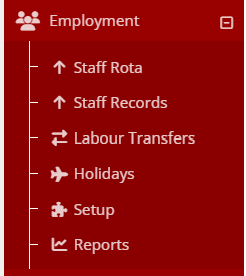 Employment
Staff Rota
Staff Records
Labour Transfers
Holidays
Setup
Reports